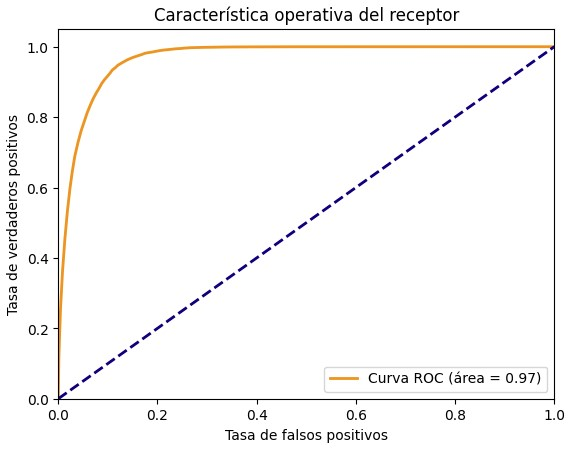 Característica operativa del receptor
Tasa de verdaderos positivos
1.0
0.8
0.6
0.4
0.2
0.0
0.0 0.2 0.4 0.6 0.8 1.0
Curva ROC (área = 0.97)
Tasa de falsos positivos